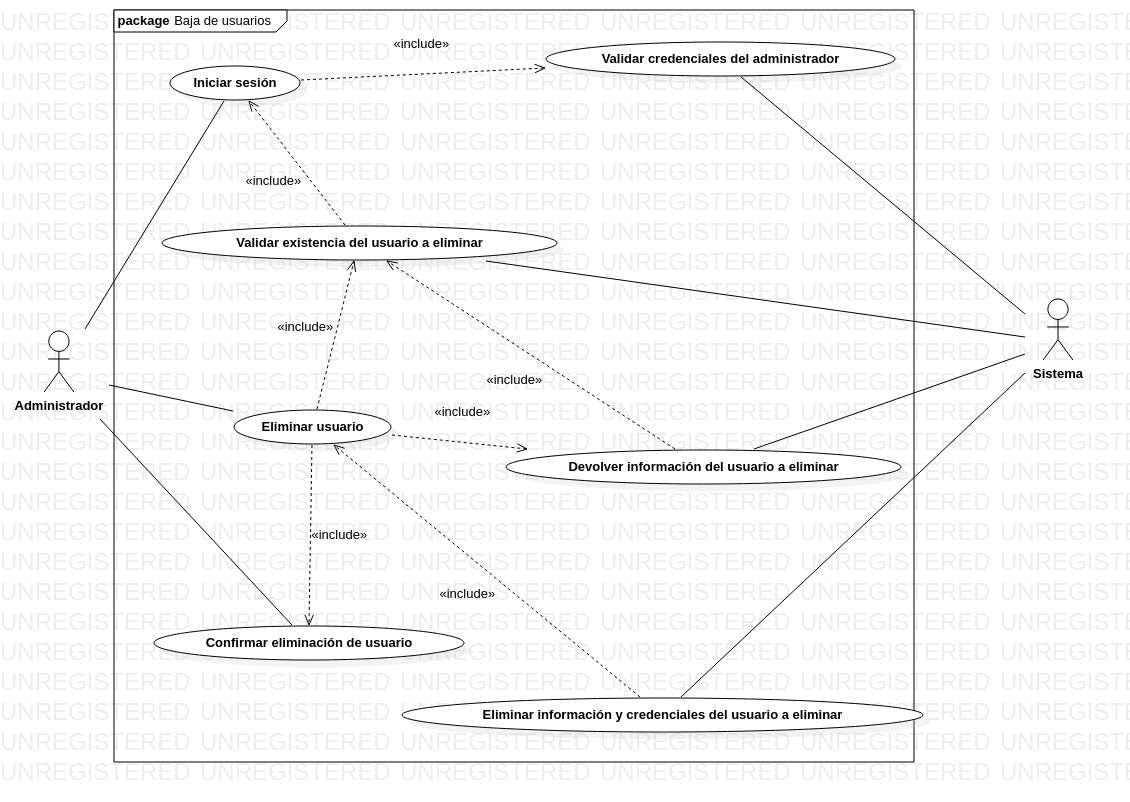 package Baja de usuarios
«include»
Validar credenciales del administrador
Iniciar sesión
«include»
Validar existencia del usuario a eliminar
«include»
Sistema
«include»
Administrador
«include»
Eliminar usuario
Devolver información del usuario a eliminar
«include»
«include»
Confirmar eliminación de usuario
Eliminar información y credenciales del usuario a eliminar
UNREGISTERED